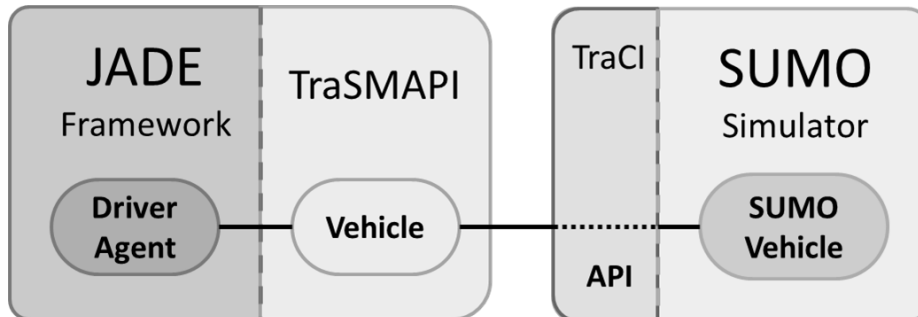 JADE
Framework
TraSMAPI
Driver
Agent
Vehicle
TraCI
API
SUMO
Simulator
SUMO
Vehicle